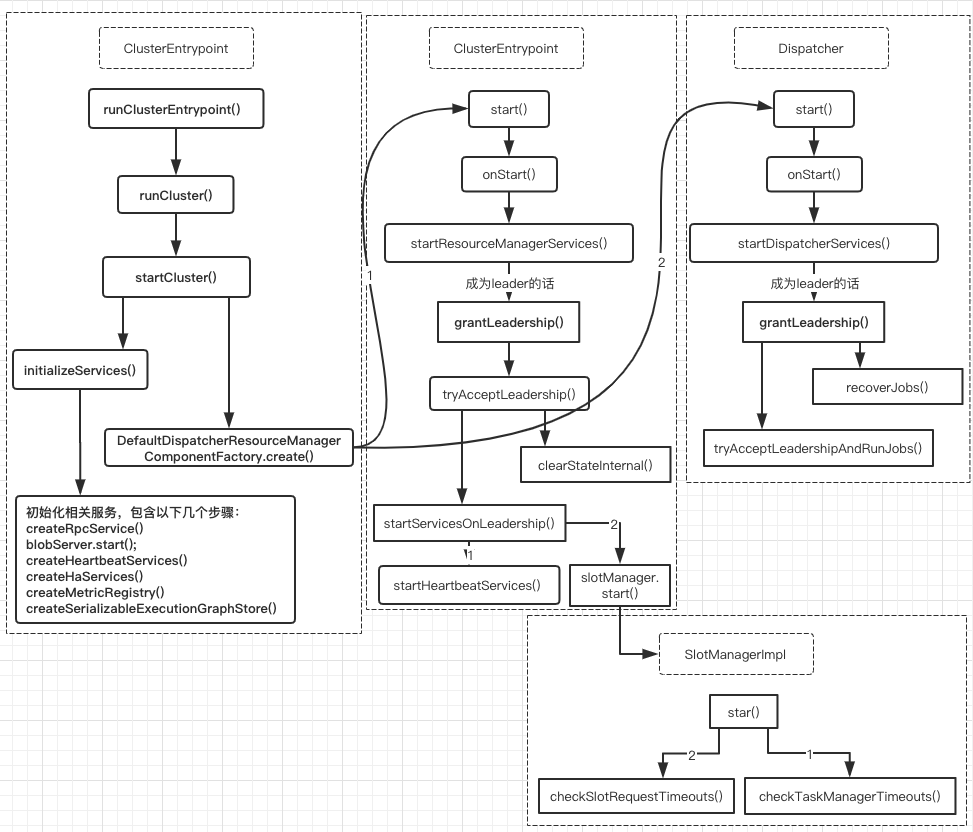 ClusterEntrypoint
runClusterEntrypoint()
runCluster()
startCluster()
initializeServices()
DefaultDispatcherResourceManager
ComponentFactory.create()
初始化相关服务，包含以下几个步骤：
createRpcService()
blobServer.start();
createHeartbeatServices()
createHaServices()
createMetricRegistry()
createSerializableExecutionGraphStore()
1
2
ClusterEntrypoint
start()
onStart()
startResourceManagerServices()
成为leader的话
grantLeadership()
tryAcceptLeadership()
clearStateInternal()
startServicesOnLeadership()
2
1
startHeartbeatServices()
slotManager.
start()
Dispatcher
start()
onStart()
startDispatcherServices()
成为leader的话
grantLeadership()
recoverJobs()
tryAcceptLeadershipAndRunJobs()
SlotManagerImpl
star()
2
1
checkSlotRequestTimeouts()
checkTaskManagerTimeouts()